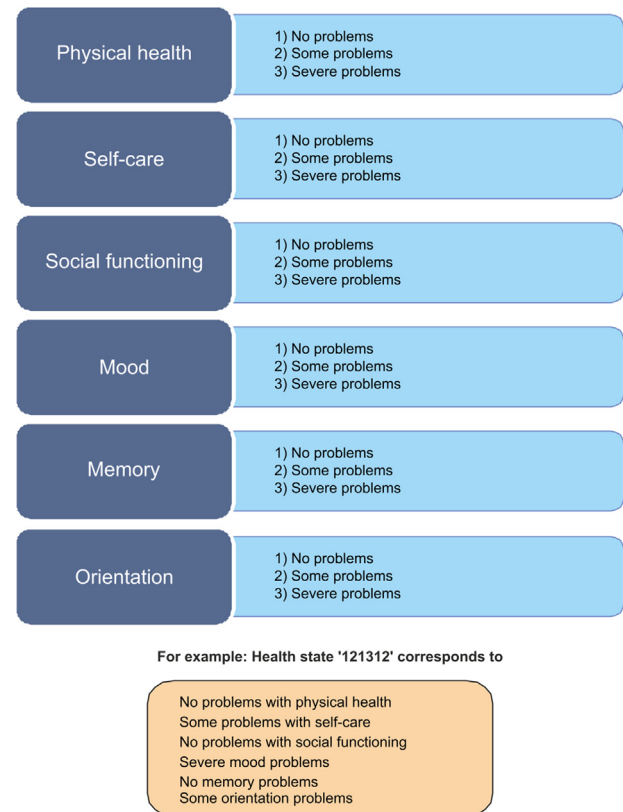 Physical health
1) No problems
2) Some problems
3) Severe problems
Self-care
1) No problems
2) Some problems
3) Severe problems
Social functioning
1) No problems
2) Some problems
3) Severe problems
Mood
1) No problems
2) Some problems
3) Severe problems
Memory
1) No problems
2) Some problems
3) Severe problems
Orientation
1) No problems
2) Some problems
3) Severe problems
For example: Health state '121312' corresponds to
No problems with physical health
Some problems with self-care
No problems with social functioning
Severe mood problems
No memory problems
Some orientation problems